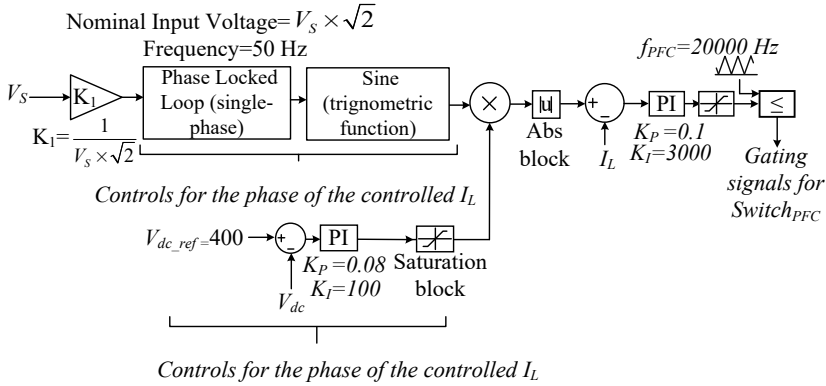 Nominal Input Voltage= V_S × √2
Frequency=50 Hz
V_S
K_1
K_1= 1 / V_S × √2
Phase Locked
Loop (single-
phase)
Sine
(trignometric
function)
×
|u|
Abs
block
+
−
I_L
PI
K_P=0.1
K_I=3000
f_PFC=20000 Hz
≤
Gating
signals for
Switch_PFC
Controls for the phase of the controlled I_L
V_dc_ref=400
+
−
V_dc
PI
K_P=0.08
K_I=100
Saturation
block
Controls for the phase of the controlled I_L